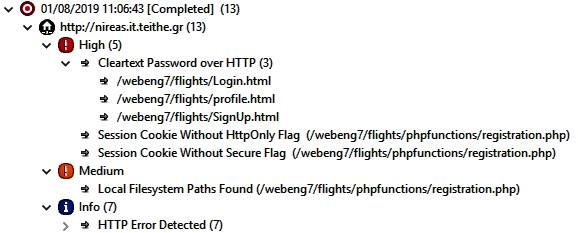 01/08/2019 11:06:43 [Completed] (13)
http://nireas.it.teithe.gr (13)
High (5)
Cleartext Password over HTTP (3)
/webeng7/flights/Login.html
/webeng7/flights/profile.html
/webeng7/flights/SignUp.html
Session Cookie Without HttpOnly Flag (/webeng7/flights/phpfunctions/registration.php)
Session Cookie Without Secure Flag (/webeng7/flights/phpfunctions/registration.php)
Medium
Local Filesystem Paths Found (/webeng7/flights/phpfunctions/registration.php)
Info (7)
HTTP Error Detected (7)